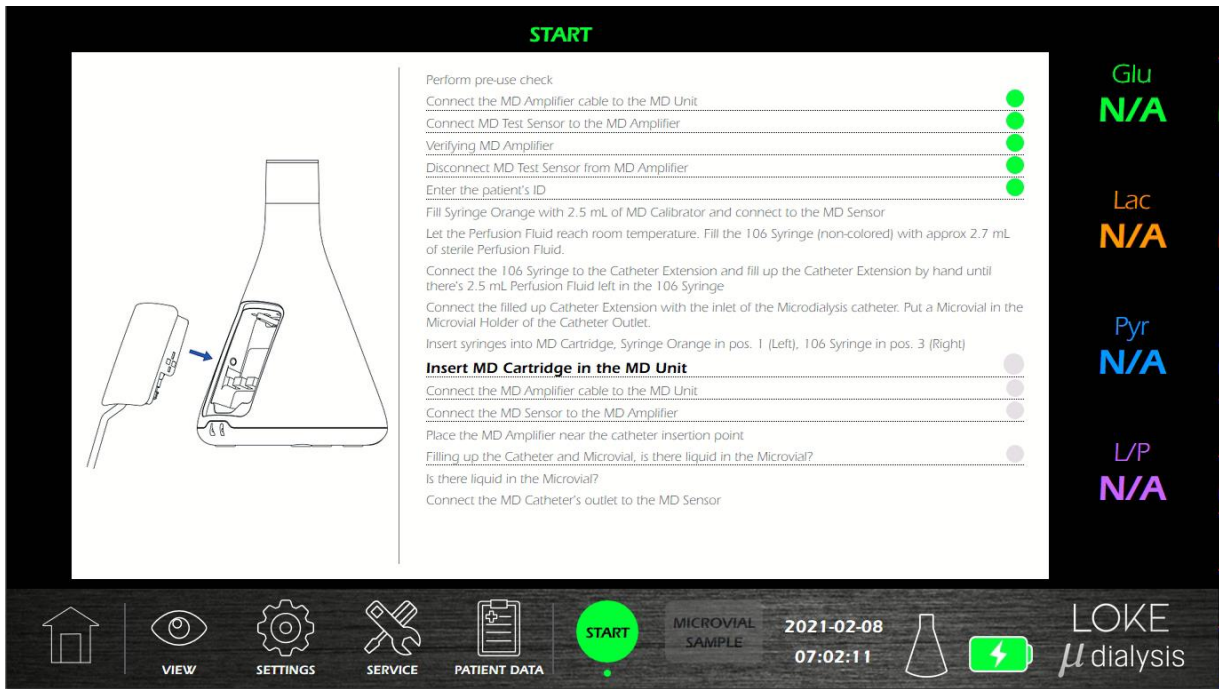 START
Perform pre-use check
Connect the MD Amplifier cable to the MD Unit
Connect MD Test Sensor to the MD Amplifier
Verifying MD Amplifier
Disconnect MD Test Sensor from MD Amplifier
Enter the patient's ID
Fill Syringe Orange with 2.5 mL of MD Calibrator and connect to the MD Sensor
Let the Perfusion Fluid reach room temperature. Fill the 106 Syringe (non-colored) with approx 2.7 mL
of sterile Perfusion Fluid.
Connect the 106 Syringe to the Catheter Extension and fill up the Catheter Extension by hand until
there's 2.5 mL Perfusion Fluid left in the 106 Syringe
Connect the filled up Catheter Extension with the inlet of the Microdialysis catheter. Put a Microvial in the
Microvial Holder of the Catheter Outlet.
Insert syringes into MD Cartridge, Syringe Orange in pos. 1 (Left), 106 Syringe in pos. 3 (Right)
Insert MD Cartridge in the MD Unit
Connect the MD Amplifier cable to the MD Unit
Connect the MD Sensor to the MD Amplifier
Place the MD Amplifier near the catheter insertion point
Filling up the Catheter and Microvial, is there liquid in the Microvial?
Is there liquid in the Microvial?
Connect the MD Catheter's outlet to the MD Sensor
Glu
N/A
Lac
N/A
Pyr
N/A
L/P
N/A
VIEW
SETTINGS
SERVICE
PATIENT DATA
START
MICROVIAL
SAMPLE
2021-02-08
07:02:11
LOKE
μ dialysis